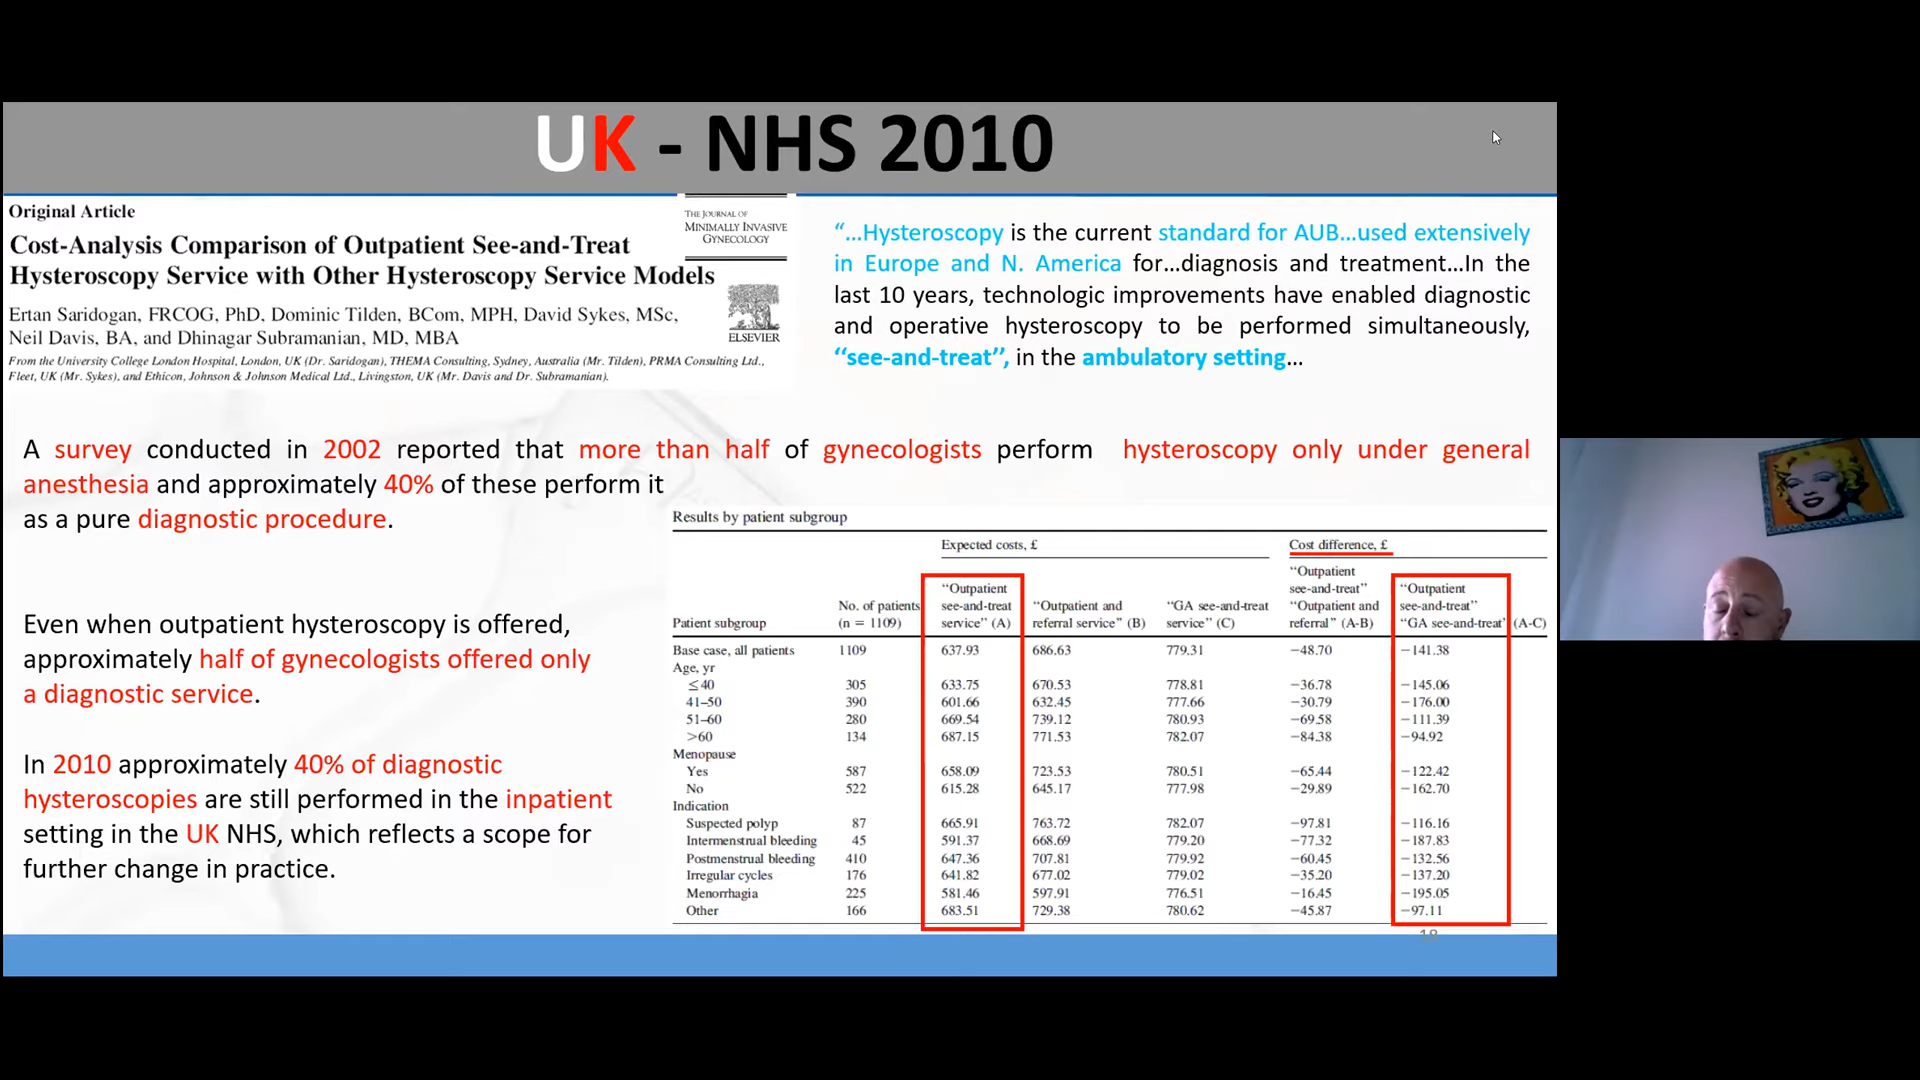 UK - NHS 2010
Original Article
Cost-Analysis Comparison of Outpatient See-and-Treat
Hysteroscopy Service with Other Hysteroscopy Service Models
Ertan Saridogan, FRCOG, PhD, Dominic Tilden, BCom, MPH, David Sykes, MSc,
Neil Davis, BA, and Dhinagar Subramanian, MD, MBA
From the University College London Hospital, London, UK (Dr. Saridogan), THEMA Consulting, Sydney, Australia (Mr. Tilden), PRMA Consulting Ltd.,
Fleet, UK (Mr. Sykes), and Ethicon, Johnson & Johnson Medical Ltd., Livingston, UK (Mr. Davis and Dr. Subramanian).
THE JOURNAL OF
MINIMALLY INVASIVE
GYNECOLOGY
ELSEVIER
“…Hysteroscopy is the current standard for AUB…used extensively
in Europe and N. America for…diagnosis and treatment…In the
last 10 years, technologic improvements have enabled diagnostic
and operative hysteroscopy to be performed simultaneously,
‘‘see-and-treat’’, in the ambulatory setting…
A survey conducted in 2002 reported that more than half of gynecologists perform hysteroscopy only under general
anesthesia and approximately 40% of these perform it
as a pure diagnostic procedure.
Even when outpatient hysteroscopy is offered,
approximately half of gynecologists offered only
a diagnostic service.
In 2010 approximately 40% of diagnostic
hysteroscopies are still performed in the inpatient
setting in the UK NHS, which reflects a scope for
further change in practice.
Results by patient subgroup
Expected costs, £ Cost difference, £
Patient subgroup
No. of patients
(n = 1109)
‘‘Outpatient
see-and-treat
service’’ (A)
‘‘Outpatient and
referral service’’ (B)
‘‘GA see-and-treat
service’’ (C)
‘‘Outpatient
see-and-treat’’
‘‘Outpatient and
referral’’ (A-B)
‘‘Outpatient
see-and-treat’’
‘‘GA see-and-treat’ (A-C)
Base case, all patients 1109 637.93 686.63 779.31 −48.70 −141.38
Age, yr
≤40 305 633.75 670.53 778.81 −36.78 −145.06
41–50 390 601.66 632.45 777.66 −30.79 −176.00
51–60 280 669.54 739.12 780.93 −69.58 −111.39
>60 134 687.15 771.53 782.07 −84.38 −94.92
Menopause
Yes 587 658.09 723.53 780.51 −65.44 −122.42
No 522 615.28 645.17 777.98 −29.89 −162.70
Indication
Suspected polyp 87 665.91 763.72 782.07 −97.81 −116.16
Intermenstrual bleeding 45 591.37 668.69 779.20 −77.32 −187.83
Postmenstrual bleeding 410 647.36 707.81 779.92 −60.45 −132.56
Irregular cycles 176 641.82 677.02 779.02 −35.20 −137.20
Menorrhagia 225 581.46 597.91 776.51 −16.45 −195.05
Other 166 683.51 729.38 780.62 −45.87 −97.11
18